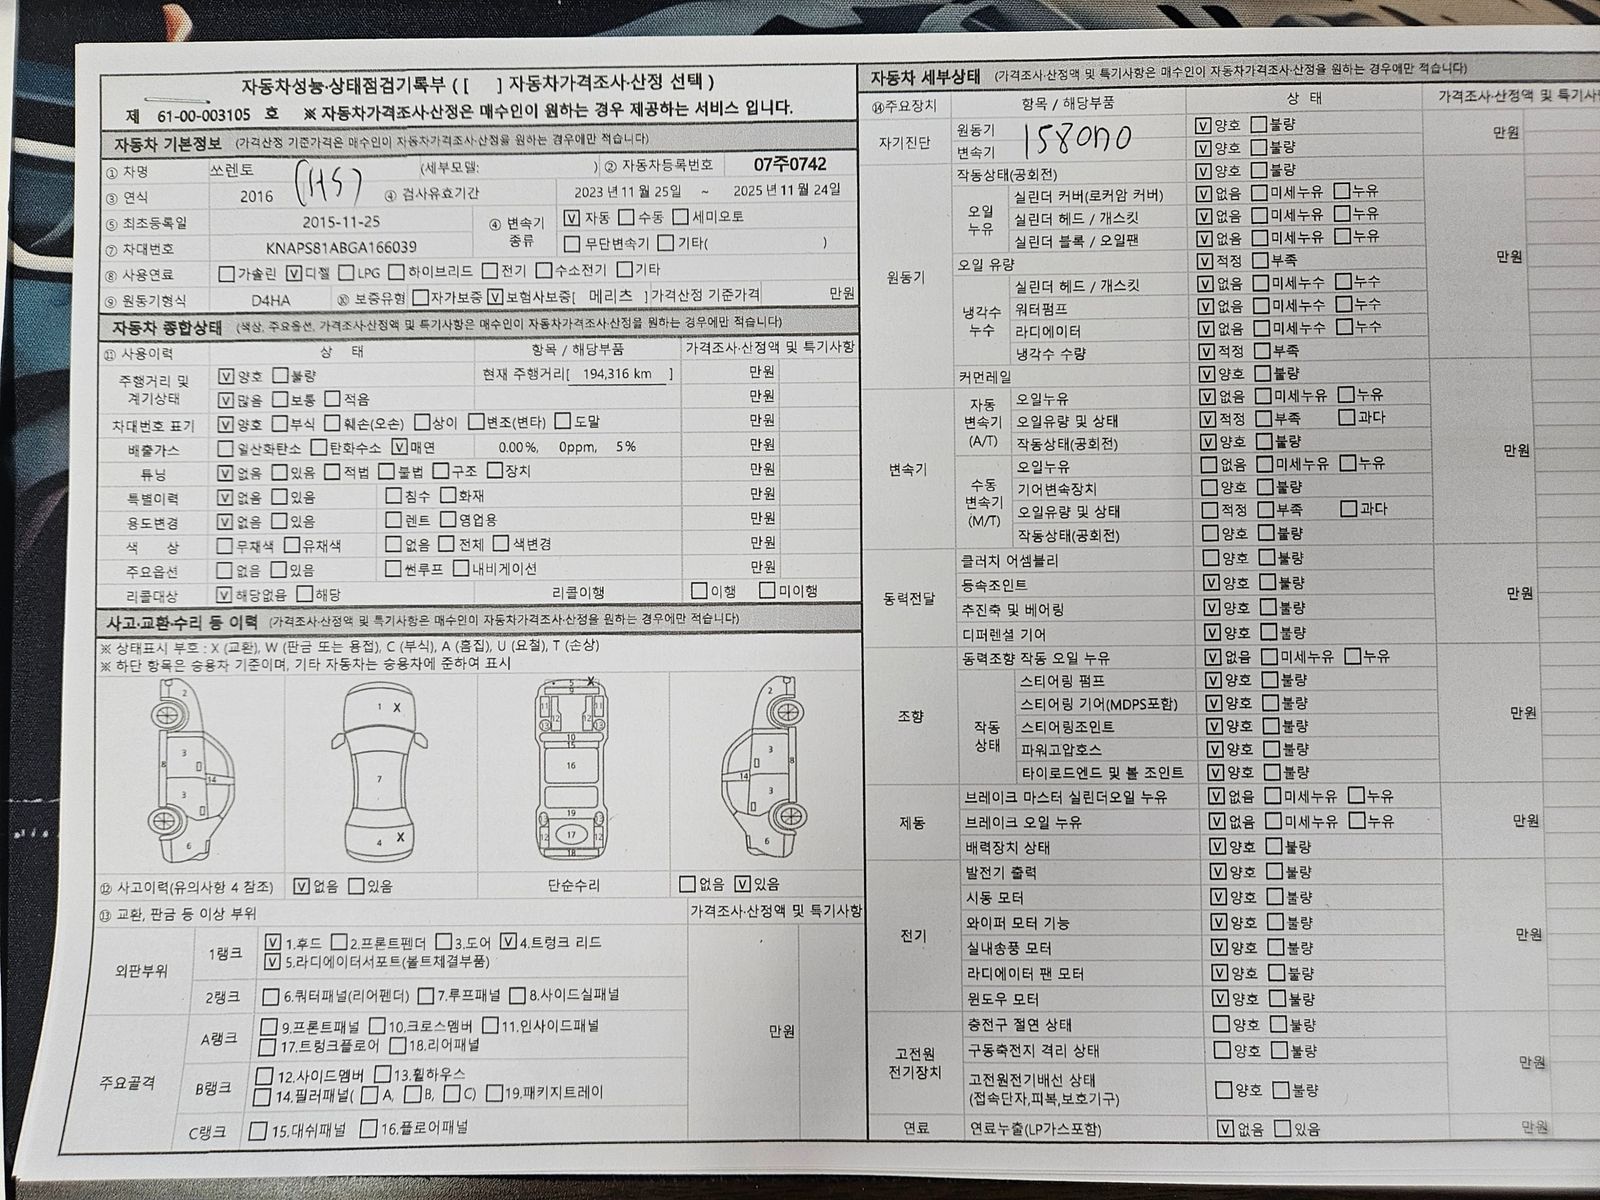 자동차성능·상태점검기록부 ( [ ] 자동차가격조사·산정 선택 )
제 61-00-003105 호 ※ 자동차가격조사·산정은 매수인이 원하는 경우 제공하는 서비스 입니다.
자동차 기본정보 (가격산정 기준가격은 매수인이 자동차가격조사·산정을 원하는 경우에만 적습니다)
① 차명 쏘렌토 (세부모델: ) ② 자동차등록번호 07주0742
③ 연식 2016 ④ 검사유효기간 2023년 11월 25일 ~ 2025년 11월 24일
⑤ 최초등록일 2015-11-25 ④ 변속기 종류 ☑ 자동 □ 수동 □ 세미오토
⑦ 차대번호 KNAPS81ABGA166039 □ 무단변속기 □ 기타( )
⑧ 사용연료 □ 가솔린 ☑ 디젤 □ LPG □ 하이브리드 □ 전기 □ 수소전기 □ 기타
⑨ 원동기형식 D4HA ⑩ 보증유형 □ 자가보증 ☑ 보험사보증[ 메리츠 ] 가격산정 기준가격 만원
자동차 종합상태 (색상, 주요옵션, 가격조사·산정액 및 특기사항은 매수인이 자동차가격조사·산정을 원하는 경우에만 적습니다)
⑪ 사용이력 상 태 항목 / 해당부품 가격조사·산정액 및 특기사항
주행거리 및 계기상태 ☑ 양호 □ 불량 현재 주행거리[ 194,316 km ] 만원
☑ 많음 □ 보통 □ 적음 만원
차대번호 표기 ☑ 양호 □ 부식 □ 훼손(오손) □ 상이 □ 변조(변타) □ 도말 만원
배출가스 □ 일산화탄소 □ 탄화수소 ☑ 매연 0.00%, 0ppm, 5% 만원
튜닝 ☑ 없음 □ 있음 □ 적법 □ 불법 □ 구조 □ 장치 만원
특별이력 ☑ 없음 □ 있음 □ 침수 □ 화재 만원
용도변경 ☑ 없음 □ 있음 □ 렌트 □ 영업용 만원
색 상 □ 무채색 □ 유채색 □ 없음 □ 전체 □ 색변경 만원
주요옵션 □ 없음 □ 있음 □ 썬루프 □ 내비게이션 만원
리콜대상 ☑ 해당없음 □ 해당 리콜이행 □ 이행 □ 미이행
사고·교환·수리 등 이력 (가격조사·산정액 및 특기사항은 매수인이 자동차가격조사·산정을 원하는 경우에만 적습니다)
※ 상태표시 부호 : X (교환), W (판금 또는 용접), C (부식), A (흠집), U (요철), T (손상)
※ 하단 항목은 승용차 기준이며, 기타 자동차는 승용차에 준하여 표시
2 3 8 14 3 6
1 X 7 4 X
5 X 9 11 12 12 11 13 13 10 15 16 19 12 17 12 18
2 3 8 14 3 6
⑫ 사고이력(유의사항 4 참조) ☑ 없음 □ 있음 단순수리 □ 없음 ☑ 있음
⑬ 교환, 판금 등 이상 부위 가격조사·산정액 및 특기사항
외판부위 1랭크 ☑ 1.후드 □ 2.프론트펜더 □ 3.도어 ☑ 4.트렁크 리드
☑ 5.라디에이터서포트(볼트체결부품)
2랭크 □ 6.쿼터패널(리어펜더) □ 7.루프패널 □ 8.사이드실패널
주요골격 A랭크 □ 9.프론트패널 □ 10.크로스멤버 □ 11.인사이드패널
□ 17.트렁크플로어 □ 18.리어패널
만원
B랭크 □ 12.사이드멤버 □ 13.휠하우스
□ 14.필러패널( □ A, □ B, □ C) □ 19.패키지트레이
C랭크 □ 15.대쉬패널 □ 16.플로어패널
자동차 세부상태 (가격조사·산정액 및 특기사항은 매수인이 자동차가격조사·산정을 원하는 경우에만 적습니다)
⑭주요장치 항목 / 해당부품 상 태 가격조사·산정액 및 특기사
자기진단 원동기 ☑ 양호 □ 불량 만원
변속기 ☑ 양호 □ 불량
원동기 작동상태(공회전) ☑ 양호 □ 불량 만원
오일 누유 실린더 커버(로커암 커버) ☑ 없음 □ 미세누유 □ 누유
실린더 헤드 / 개스킷 ☑ 없음 □ 미세누유 □ 누유
실린더 블록 / 오일팬 ☑ 없음 □ 미세누유 □ 누유
오일 유량 ☑ 적정 □ 부족
냉각수 누수 실린더 헤드 / 개스킷 ☑ 없음 □ 미세누수 □ 누수
워터펌프 ☑ 없음 □ 미세누수 □ 누수
라디에이터 ☑ 없음 □ 미세누수 □ 누수
냉각수 수량 ☑ 적정 □ 부족
커먼레일 ☑ 양호 □ 불량
변속기 자동 변속기 (A/T) 오일누유 ☑ 없음 □ 미세누유 □ 누유 만원
오일유량 및 상태 ☑ 적정 □ 부족 □ 과다
작동상태(공회전) ☑ 양호 □ 불량
수동 변속기 (M/T) 오일누유 □ 없음 □ 미세누유 □ 누유
기어변속장치 □ 양호 □ 불량
오일유량 및 상태 □ 적정 □ 부족 □ 과다
작동상태(공회전) □ 양호 □ 불량
동력전달 클러치 어셈블리 □ 양호 □ 불량 만원
등속조인트 ☑ 양호 □ 불량
추진축 및 베어링 ☑ 양호 □ 불량
디퍼렌셜 기어 ☑ 양호 □ 불량
조향 동력조향 작동 오일 누유 ☑ 없음 □ 미세누유 □ 누유 만원
작동 상태 스티어링 펌프 ☑ 양호 □ 불량
스티어링 기어(MDPS포함) ☑ 양호 □ 불량
스티어링조인트 ☑ 양호 □ 불량
파워고압호스 ☑ 양호 □ 불량
타이로드엔드 및 볼 조인트 ☑ 양호 □ 불량
제동 브레이크 마스터 실린더오일 누유 ☑ 없음 □ 미세누유 □ 누유 만원
브레이크 오일 누유 ☑ 없음 □ 미세누유 □ 누유
배력장치 상태 ☑ 양호 □ 불량
전기 발전기 출력 ☑ 양호 □ 불량 만원
시동 모터 ☑ 양호 □ 불량
와이퍼 모터 기능 ☑ 양호 □ 불량
실내송풍 모터 ☑ 양호 □ 불량
라디에이터 팬 모터 ☑ 양호 □ 불량
윈도우 모터 ☑ 양호 □ 불량
고전원 전기장치 충전구 절연 상태 □ 양호 □ 불량 만원
구동축전지 격리 상태 □ 양호 □ 불량
고전원전기배선 상태 (접속단자,피복,보호기구) □ 양호 □ 불량
연료 연료누출(LP가스포함) ☑ 없음 □ 있음 만원